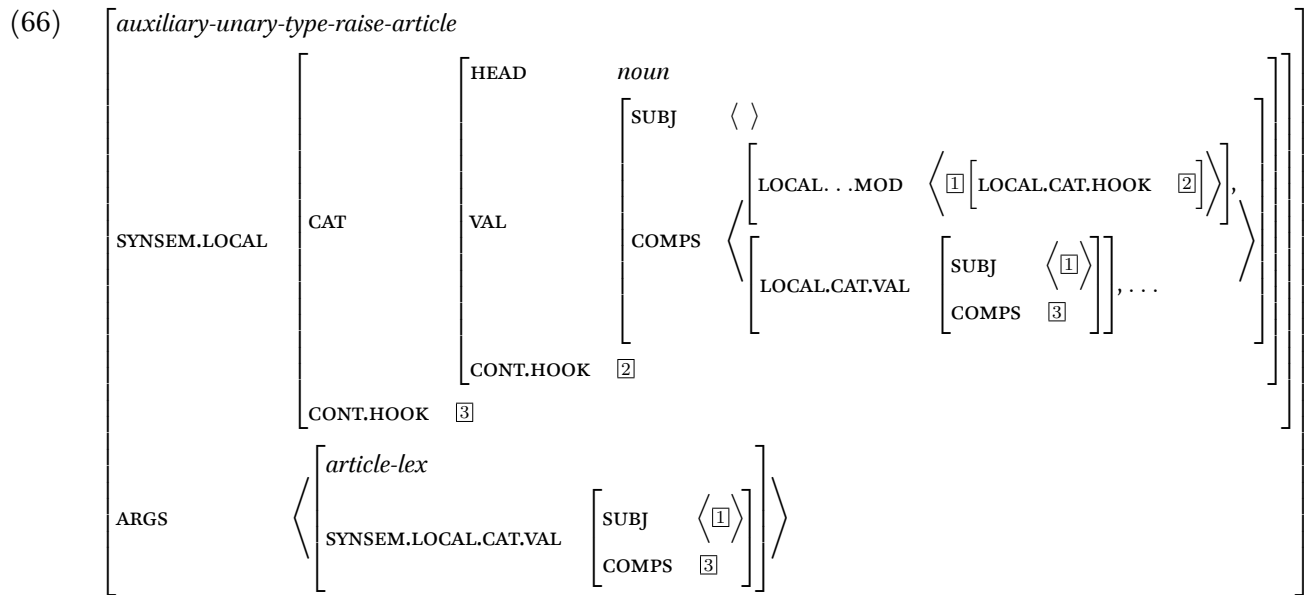 (66)
auxiliary-unary-type-raise-article
HEAD noun
SUBJ ⟨ ⟩
LOCAL. . .MOD ⟨ 1 [ LOCAL.CAT.HOOK 2 ] ⟩ ,
SYNSEM.LOCAL CAT VAL COMPS
LOCAL.CAT.VAL SUBJ ⟨ 1 ⟩ , . . .
COMPS 3
CONT.HOOK 2
CONT.HOOK 3
article-lex
ARGS SYNSEM.LOCAL.CAT.VAL SUBJ ⟨ 1 ⟩
COMPS 3